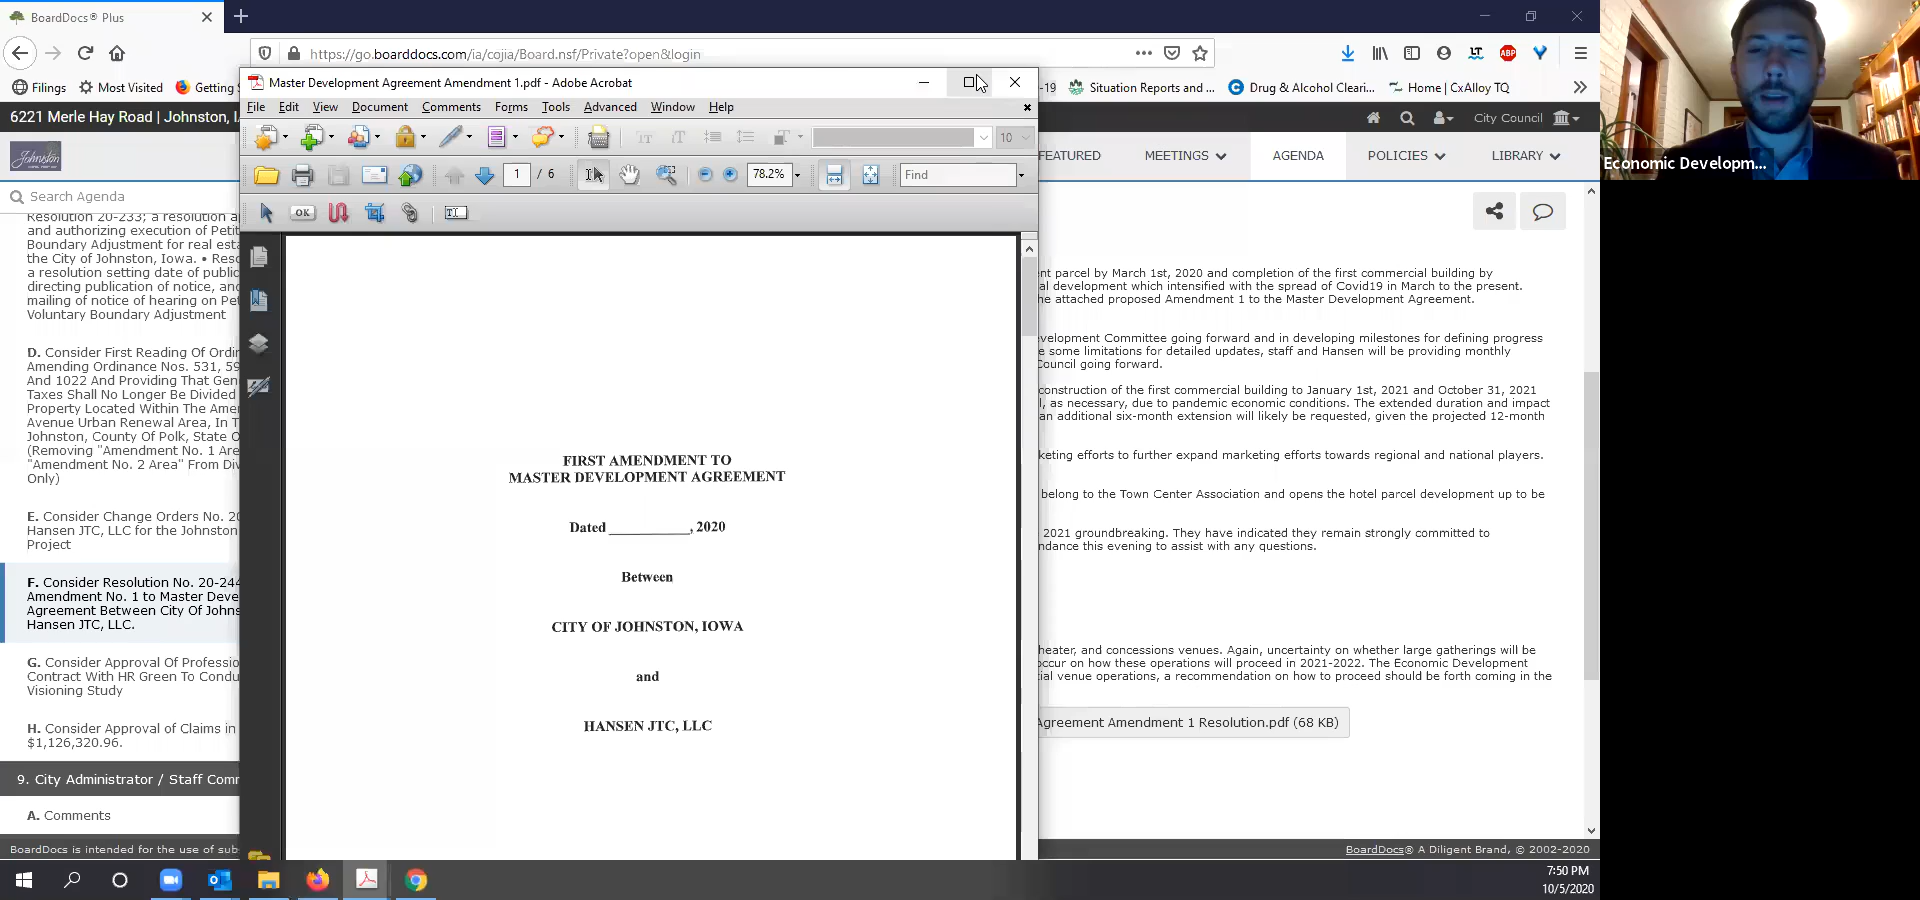 BoardDocs® Plus
https://go.boarddocs.com/ia/cojia/Board.nsf/Private?open&login
Filings
Most Visited
Getting
-19
Situation Reports and ...
Drug & Alcohol Cleari...
Home | CxAlloy TQ
6221 Merle Hay Road | Johnston, I
City Council
Johnston
FEATURED
MEETINGS
AGENDA
POLICIES
LIBRARY
Search Agenda
Master Development Agreement Amendment 1.pdf - Adobe Acrobat
File Edit View Document Comments Forms Tools Advanced Window Help
10
1 / 6
78.2%
Find
OK
Resolution 20-233; a resolution a
and authorizing execution of Petit
Boundary Adjustment for real esta
the City of Johnston, Iowa. • Reso
a resolution setting date of public
directing publication of notice, and
mailing of notice of hearing on Pet
Voluntary Boundary Adjustment
D. Consider First Reading Of Ordin
Amending Ordinance Nos. 531, 59
And 1022 And Providing That Gen
Taxes Shall No Longer Be Divided
Property Located Within The Ame
Avenue Urban Renewal Area, In T
Johnston, County Of Polk, State O
(Removing "Amendment No. 1 Are
"Amendment No. 2 Area" From Div
Only)
E. Consider Change Orders No. 20
Hansen JTC, LLC for the Johnston
Project
F. Consider Resolution No. 20-244
Amendment No. 1 to Master Deve
Agreement Between City Of Johns
Hansen JTC, LLC.
G. Consider Approval Of Professio
Contract With HR Green To Condu
Visioning Study
H. Consider Approval of Claims in
$1,126,320.96.
9. City Administrator / Staff Com
A. Comments
BoardDocs is intended for the use of sub
FIRST AMENDMENT TO
MASTER DEVELOPMENT AGREEMENT
Dated ___________, 2020
Between
CITY OF JOHNSTON, IOWA
and
HANSEN JTC, LLC
nt parcel by March 1st, 2020 and completion of the first commercial building by
al development which intensified with the spread of Covid19 in March to the present.
he attached proposed Amendment 1 to the Master Development Agreement.
evelopment Committee going forward and in developing milestones for defining progress
e some limitations for detailed updates, staff and Hansen will be providing monthly
Council going forward.
construction of the first commercial building to January 1st, 2021 and October 31, 2021
l, as necessary, due to pandemic economic conditions. The extended duration and impact
an additional six-month extension will likely be requested, given the projected 12-month
keting efforts to further expand marketing efforts towards regional and national players.
belong to the Town Center Association and opens the hotel parcel development up to be
2021 groundbreaking. They have indicated they remain strongly committed to
ndance this evening to assist with any questions.
heater, and concessions venues. Again, uncertainty on whether large gatherings will be
occur on how these operations will proceed in 2021-2022. The Economic Development
tial venue operations, a recommendation on how to proceed should be forth coming in the
Agreement Amendment 1 Resolution.pdf (68 KB)
BoardDocs® A Diligent Brand, © 2002-2020
7:50 PM
10/5/2020
Economic Developm...